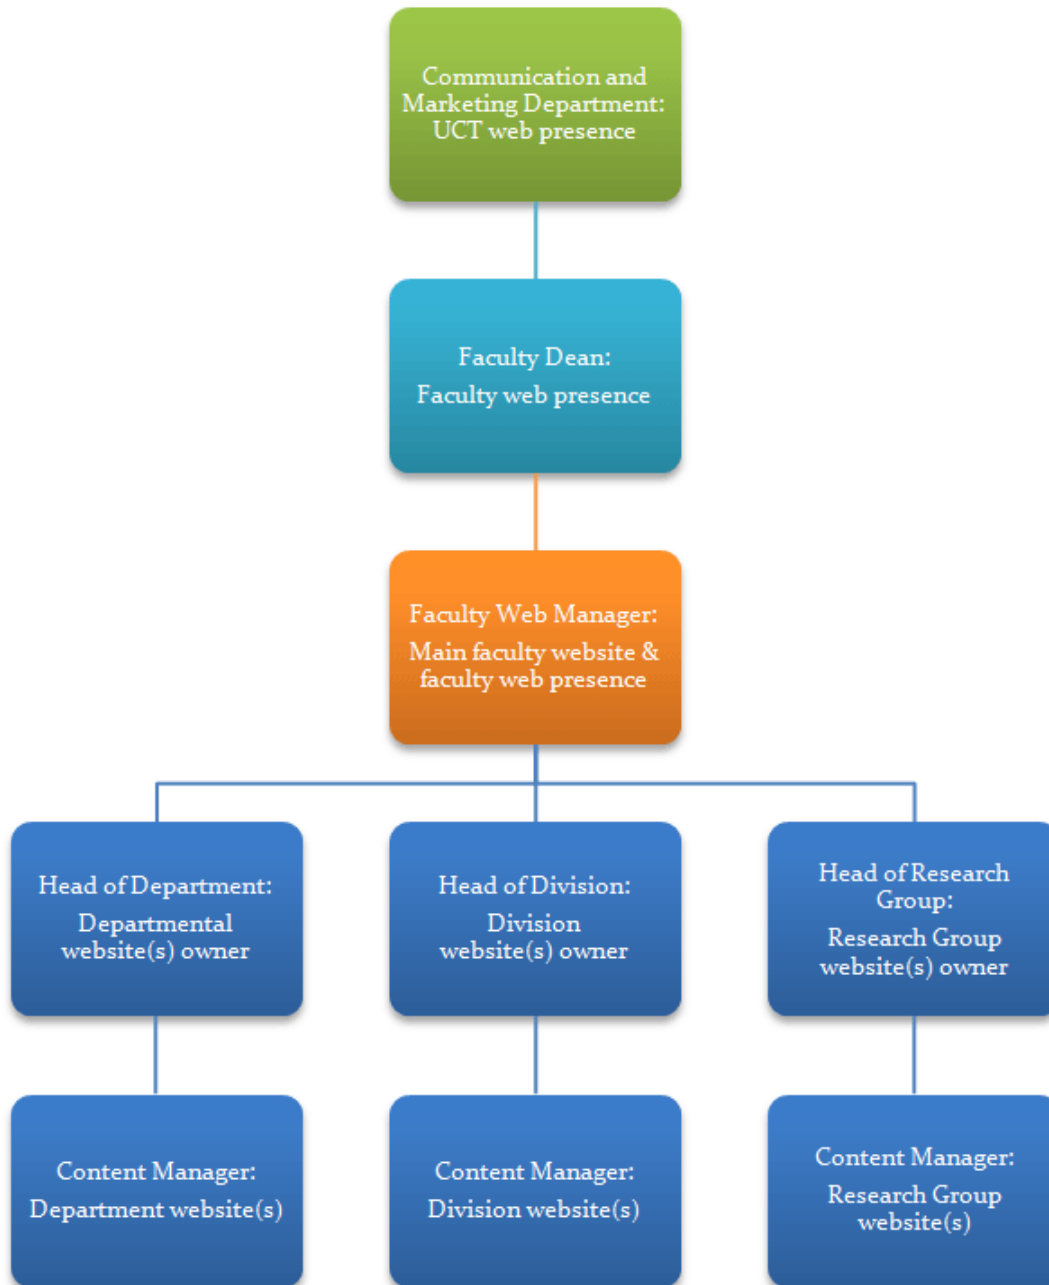 Communication and
Marketing Department:
UCT web presence
Faculty Dean:
Faculty web presence
Faculty Web Manager:
Main faculty website &
faculty web presence
Head of Department:
Departmental
website(s) owner
Head of Division:
Division
website(s) owner
Head of Research
Group:
Research Group
website(s) owner
Content Manager:
Department website(s)
Content Manager:
Division website(s)
Content Manager:
Research Group
website(s)